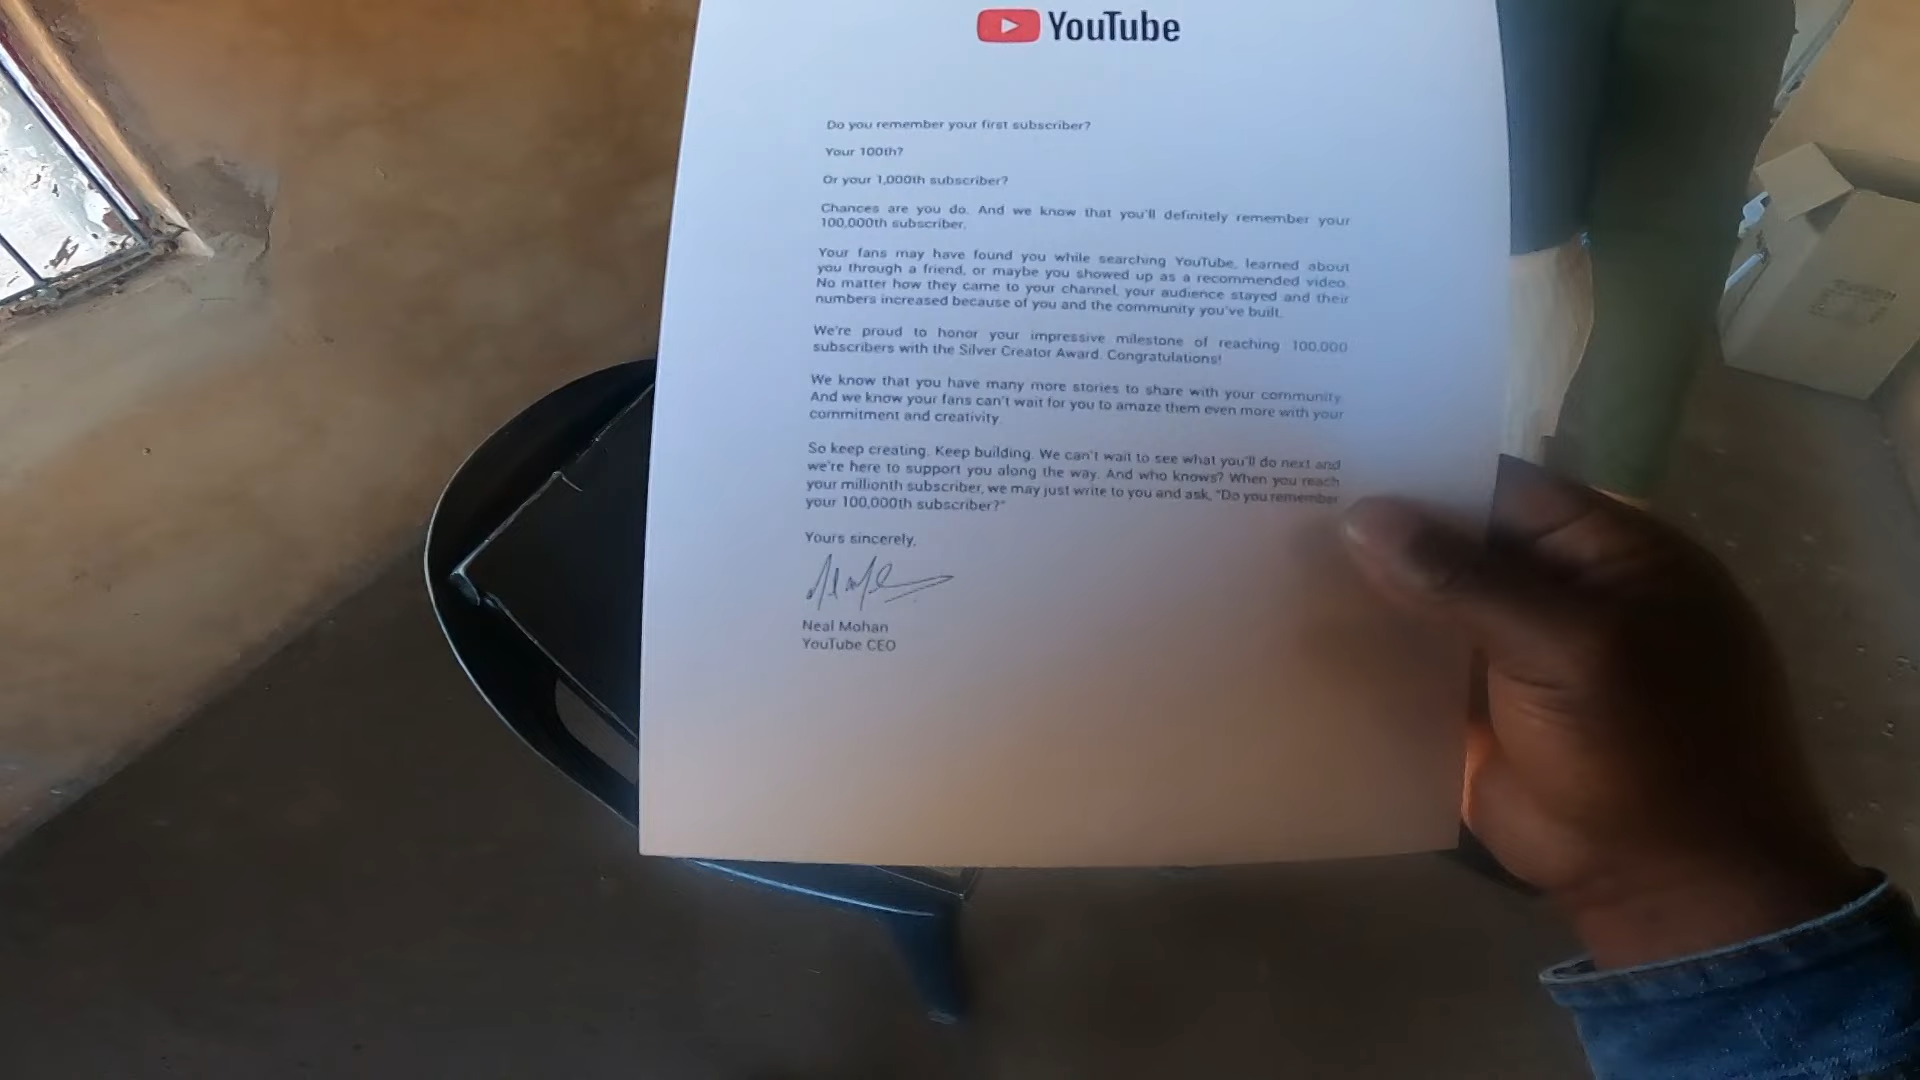 YouTube
Do you remember your first subscriber?
Your 100th?
Or your 1,000th subscriber?
Chances are you do. And we know that you'll definitely remember your
100,000th subscriber.
Your fans may have found you while searching YouTube, learned about
you through a friend, or maybe you showed up as a recommended video.
No matter how they came to your channel, your audience stayed and their
numbers increased because of you and the community you've built.
We're proud to honor your impressive milestone of reaching 100,000
subscribers with the Silver Creator Award. Congratulations!
We know that you have many more stories to share with your community.
And we know your fans can't wait for you to amaze them even more with your
commitment and creativity.
So keep creating. Keep building. We can't wait to see what you'll do next and
we're here to support you along the way. And who knows? When you reach
your millionth subscriber, we may just write to you and ask, "Do you remember
your 100,000th subscriber?"
Yours sincerely,
Neal Mohan
YouTube CEO